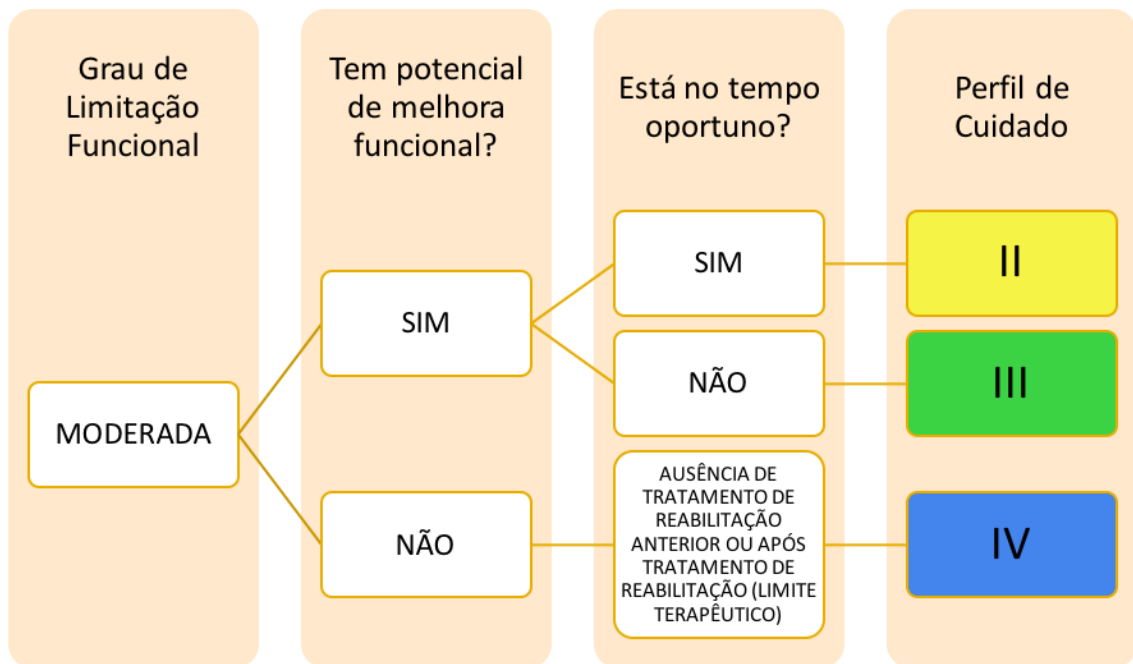 Grau de
Limitação
Funcional
Tem potencial
de melhora
funcional?
Está no tempo
oportuno?
Perfil de
Cuidado
MODERADA
SIM
NÃO
SIM
NÃO
AUSÊNCIA DE
TRATAMENTO DE
REABILITAÇÃO
ANTERIOR OU APÓS
TRATAMENTO DE
REABILITAÇÃO (LIMITE
TERAPÊUTICO)
II
III
IV